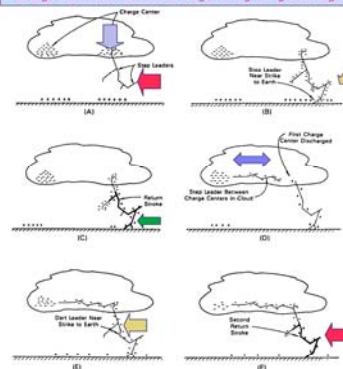 Charge Center
Step Leaders
(A)
Step Leader
Near Strike
to Earth
(B)
Return
Stroke
(C)
First Charge
Center Discharged
Step Leader Between
Charge Centers in Cloud
(D)
Dart Leader Near
Strike to Earth
(E)
Second
Return
Stroke
(F)